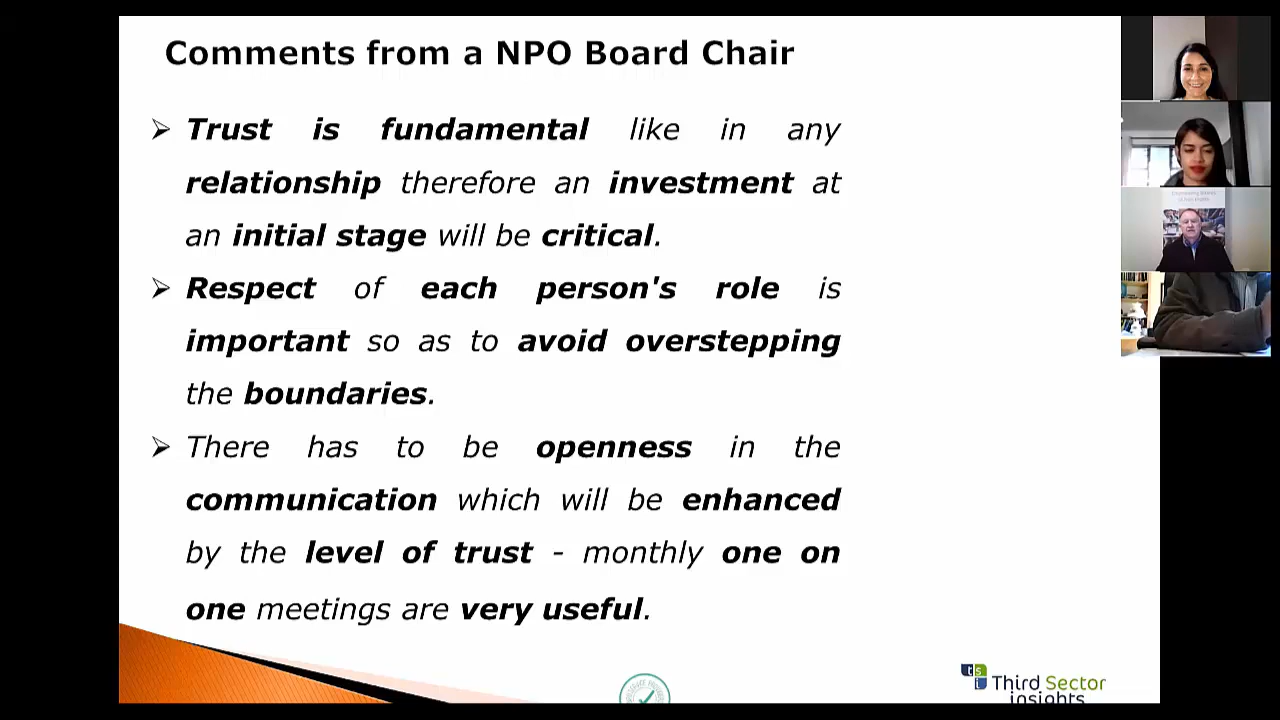 Comments from a NPO Board Chair
➢ Trust is fundamental like in any
relationship therefore an investment at
an initial stage will be critical.
➢ Respect of each person's role is
important so as to avoid overstepping
the boundaries.
➢ There has to be openness in the
communication which will be enhanced
by the level of trust - monthly one on
one meetings are very useful.
tsi
Third Sector
insights